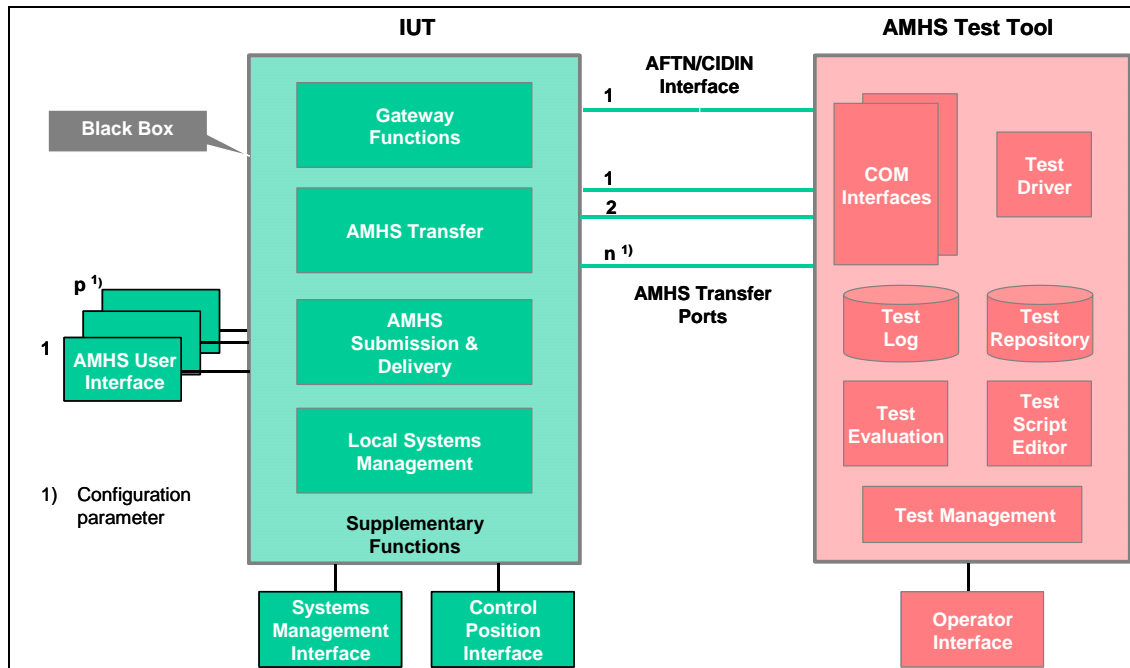 IUT
AMHS Test Tool
AFTN/CIDIN
Interface
1
Black Box
Gateway
Functions
COM
Interfaces
Test
Driver
1
2
AMHS Transfer
n 1)
AMHS Transfer
Ports
p 1)
1
AMHS User
Interface
AMHS
Submission &
Delivery
Test
Log
Test
Repository
Local Systems
Management
Test
Evaluation
Test
Script
Editor
1) Configuration
parameter
Supplementary
Functions
Test Management
Systems
Management
Interface
Control
Position
Interface
Operator
Interface